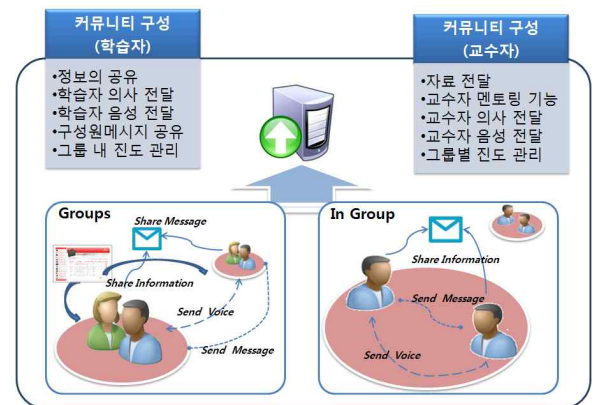 커뮤니티 구성
(학습자)
•정보의 공유
•학습자 의사 전달
•학습자 음성 전달
•구성원메시지 공유
•그룹 내 진도 관리
커뮤니티 구성
(교수자)
•자료 전달
•교수자 멘토링 기능
•교수자 의사 전달
•교수자 음성 전달
•그룹별 진도 관리
Groups
Share Message
Share Information
Send Voice
Send Message
In Group
Share Information
Send Message
Send Voice